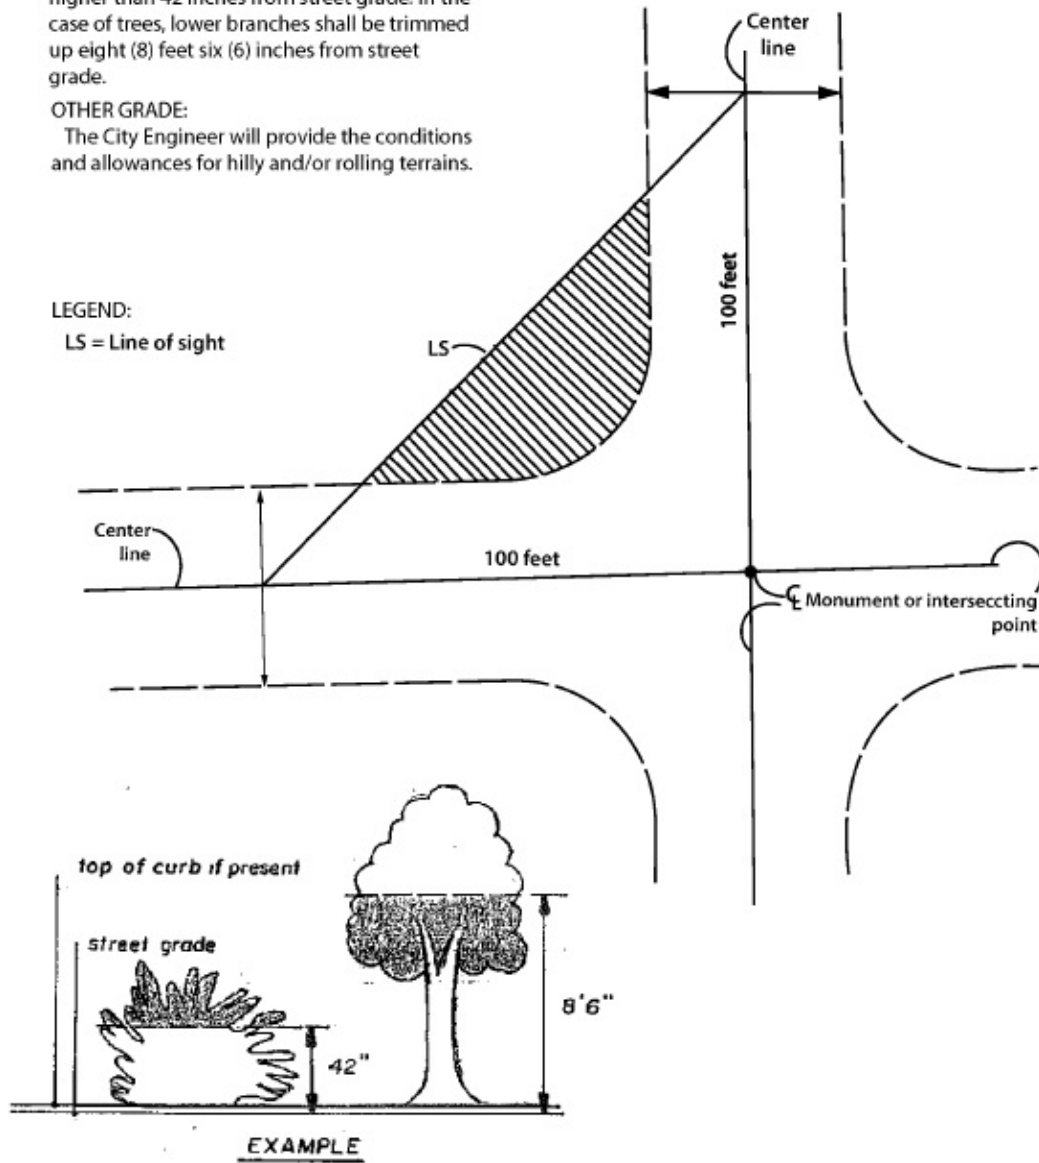 higher than 42 inches from street grade. In the
case of trees, lower branches shall be trimmed
up eight (8) feet six (6) inches from street
grade.
OTHER GRADE:
The City Engineer will provide the conditions
and allowances for hilly and/or rolling terrains.
LEGEND:
LS = Line of sight
Center
line
100 feet
LS
Center
line
100 feet
℄ Monument or interseccting
point
top of curb if present
street grade
8'6"
42"
EXAMPLE